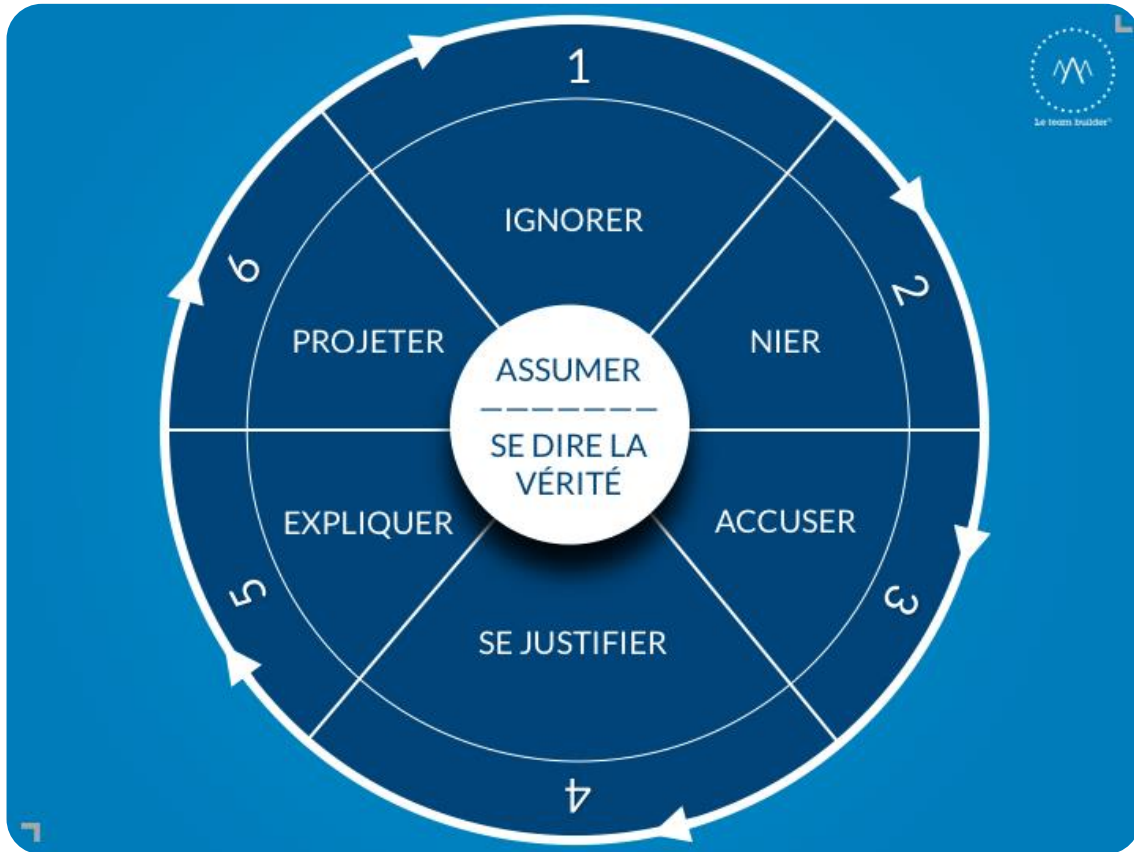 1
IGNORER
2
NIER
3
ACCUSER
4
SE JUSTIFIER
5
EXPLIQUER
6
PROJETER
ASSUMER
SE DIRE LA
VÉRITÉ
Le team builder